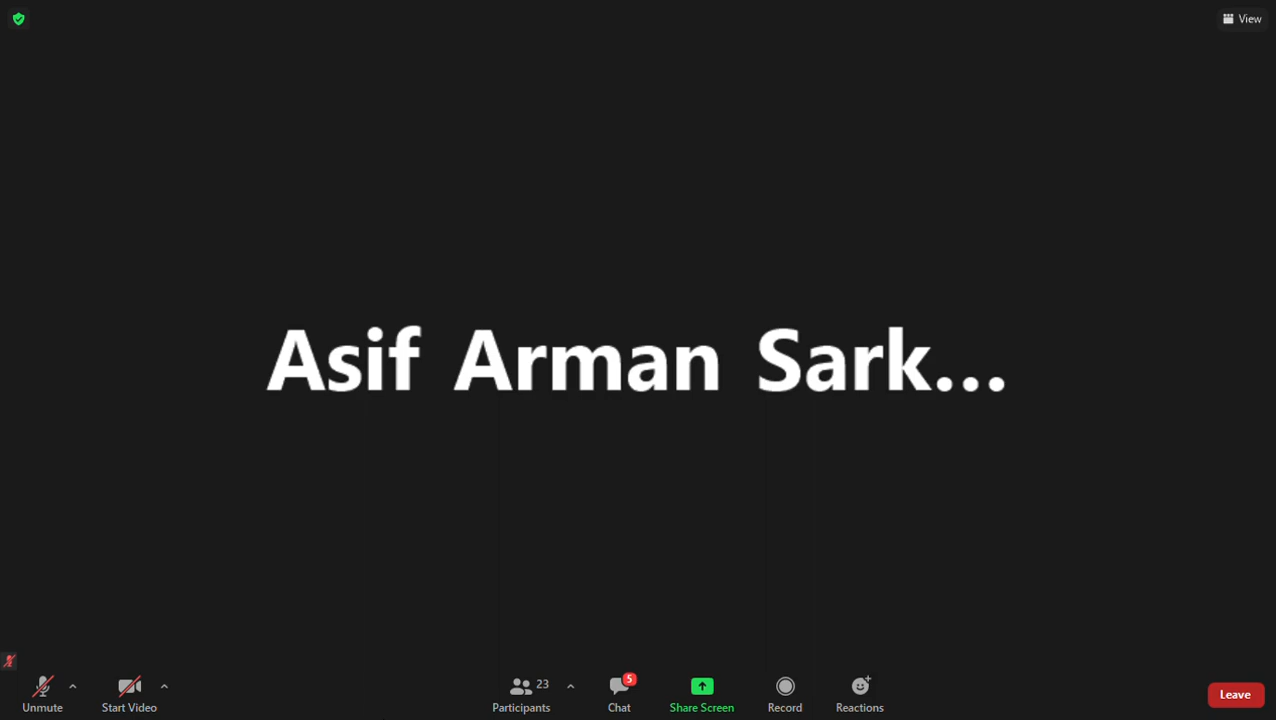 View
Asif Arman Sark...
Unmute
Start Video
23
Participants
5
Chat
Share Screen
Record
Reactions
Leave